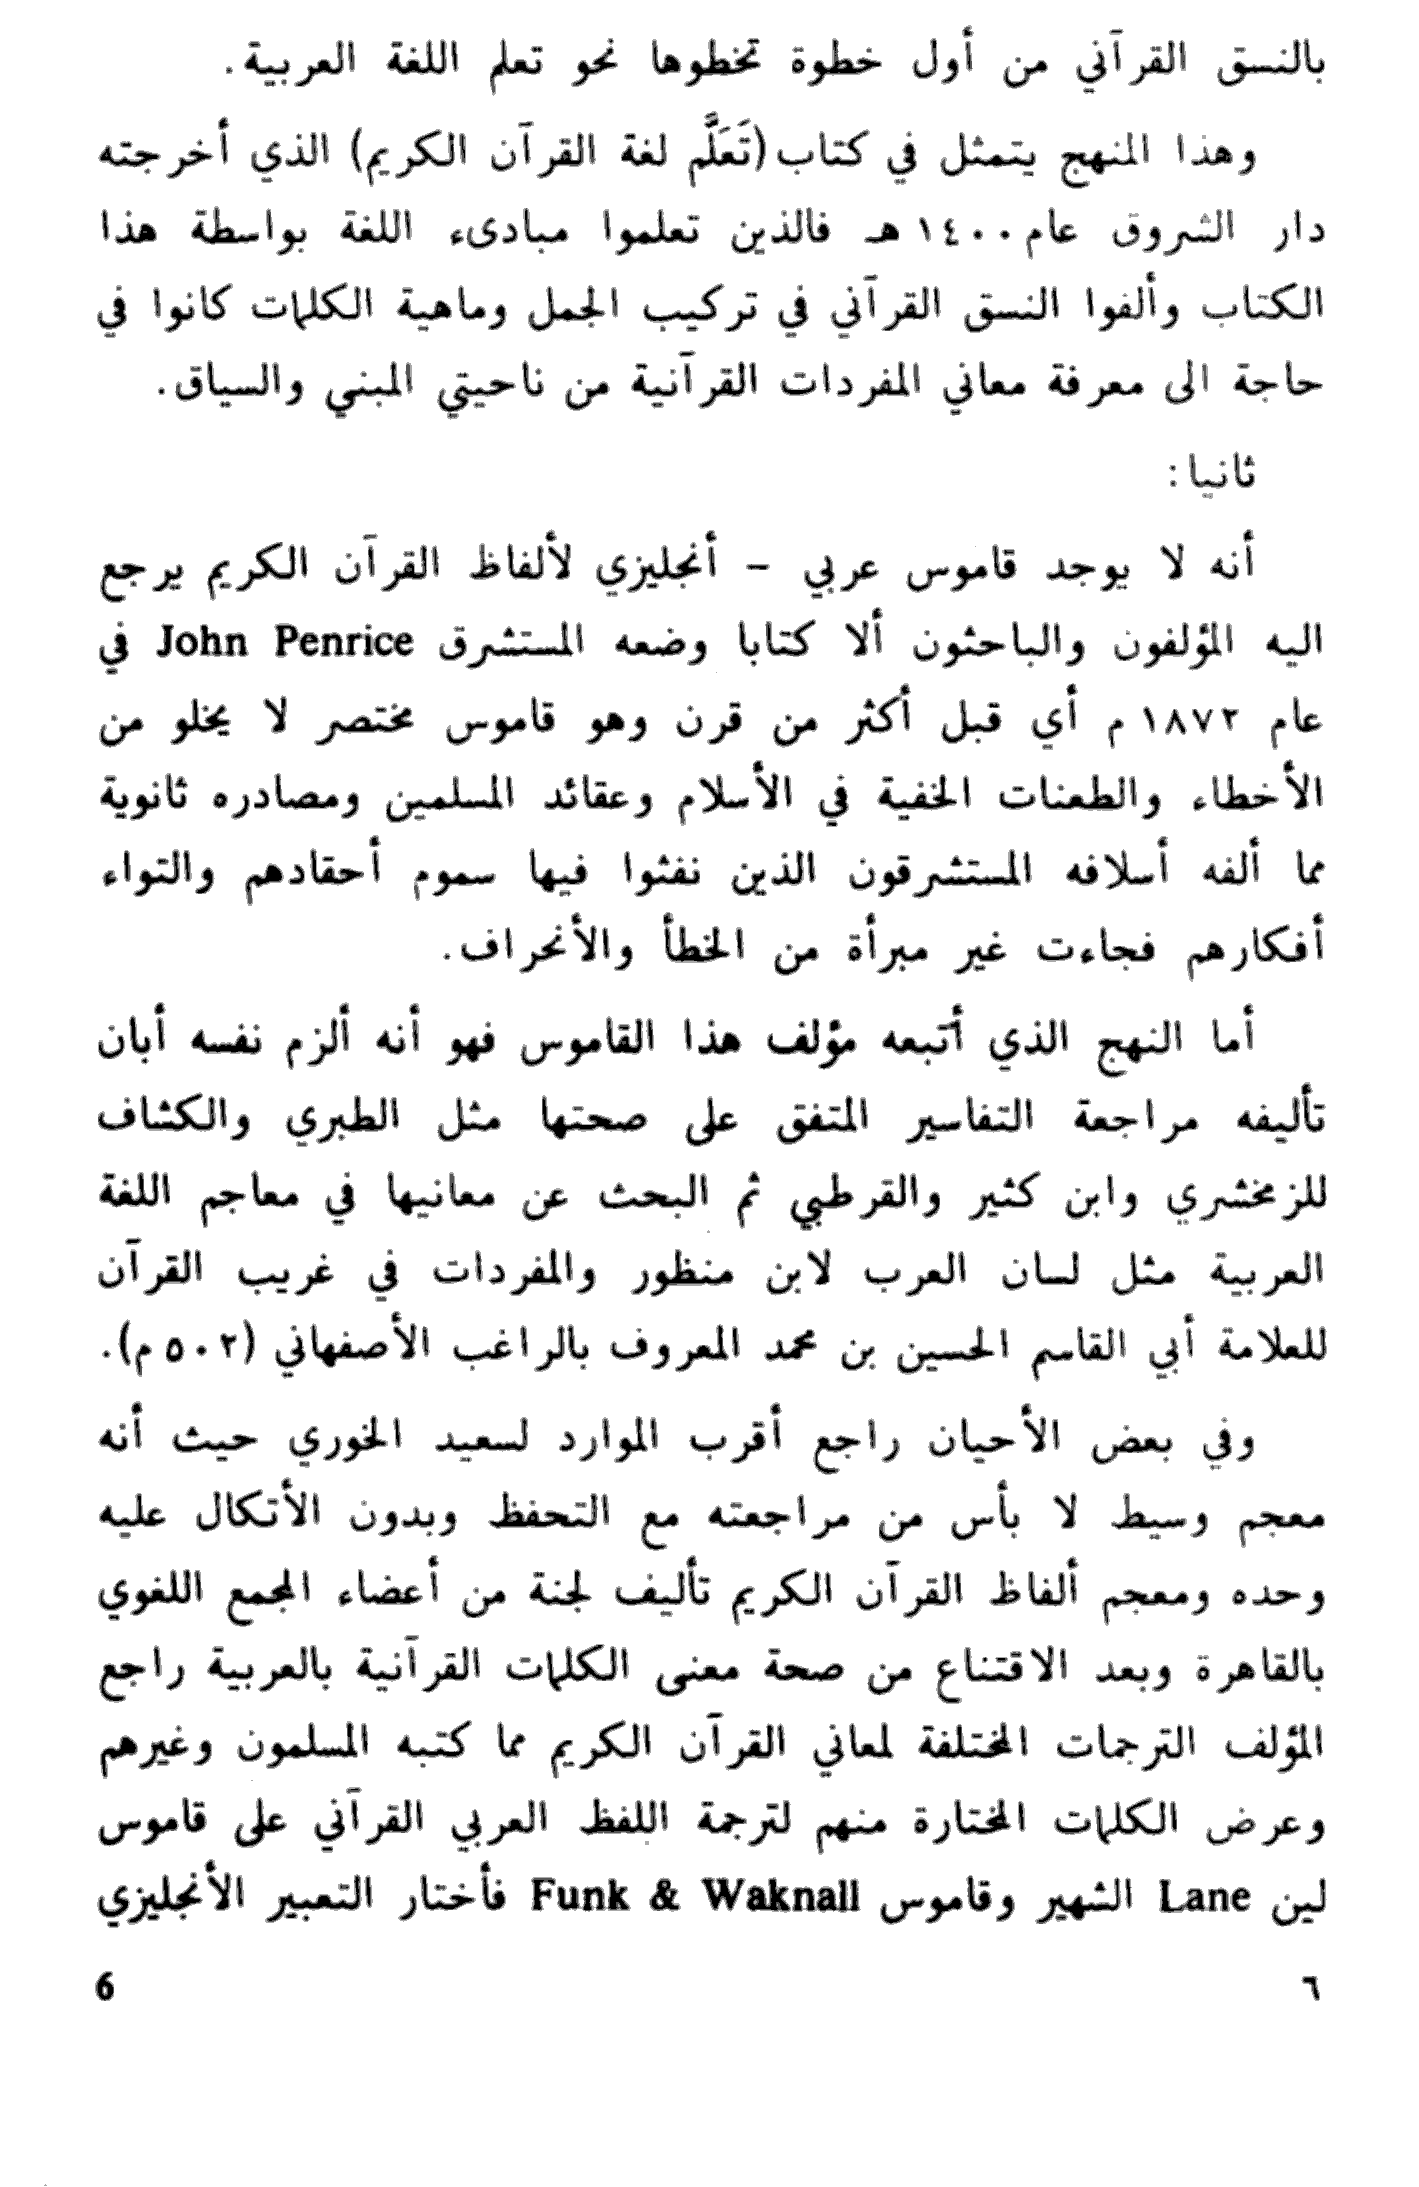 بالنسق القرآني من أول خطوة تخطوها نحو تعلم اللغة العربية.
وهذا المنهج يتمثل في كتاب (تَعَلَّم لغة القرآن الكريم) الذي أخرجته
دار الشروق عام ١٤٠٠ هـ فالذين تعلموا مبادىء اللغة بواسطة هذا
الكتاب وألفوا النسق القرآني في تركيب الجمل وماهية الكلمات كانوا في
حاجة الى معرفة معاني المفردات القرآنية من ناحيتي المبني والسياق.
ثانيا:
أنه لا يوجد قاموس عربي - أنجليزي لألفاظ القرآن الكريم يرجع
اليه المؤلفون والباحثون ألا كتابا وضعه المستشرق John Penrice في
عام ١٨٧٢ م أي قبل أكثر من قرن وهو قاموس مختصر لا يخلو من
الأخطاء والطعنات الخفية في الأسلام وعقائد المسلمين ومصادره ثانوية
مما ألفه أسلافه المستشرقون الذين نفثوا فيها سموم أحقادهم والتواء
أفكارهم فجاءت غير مبرأة من الخطأ والأنحراف.
أما النهج الذي أتبعه مؤلف هذا القاموس فهو أنه ألزم نفسه أبان
تأليفه مراجعة التفاسير المتفق على صحتها مثل الطبري والكشاف
للزمخشري وابن كثير والقرطبي ثم البحث عن معانيها في معاجم اللغة
العربية مثل لسان العرب لابن منظور والمفردات في غريب القرآن
للعلامة أبي القاسم الحسين بن محمد المعروف بالراغب الأصفهاني (٥٠٢ م).
وفي بعض الأحيان راجع أقرب الموارد لسعيد الخوري حيث أنه
معجم وسيط لا بأس من مراجعته مع التحفظ وبدون الأتكال عليه
وحده ومعجم ألفاظ القرآن الكريم تأليف لجنة من أعضاء المجمع اللغوي
بالقاهرة وبعد الاقتناع من صحة معنى الكلمات القرآنية بالعربية راجع
المؤلف الترجمات المختلفة لمعاني القرآن الكريم مما كتبه المسلمون وغيرهم
وعرض الكلمات المختارة منهم لترجمة اللفظ العربي القرآني على قاموس
لين Lane الشهير وقاموس Funk & Waknall فأختار التعبير الأنجليزي
٦ 6